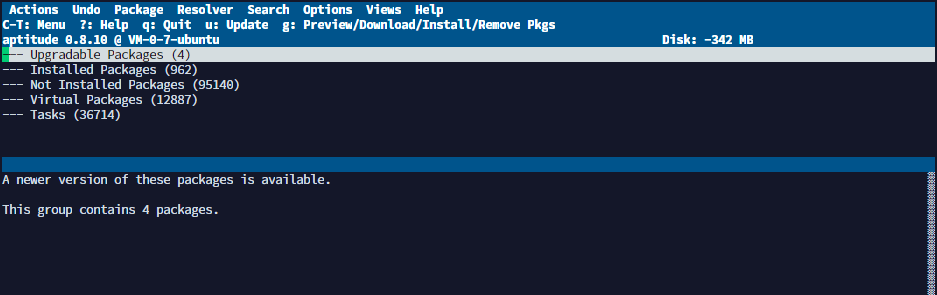 Actions Undo Package Resolver Search Options Views Help
C-T: Menu ?: Help q: Quit u: Update g: Preview/Download/Install/Remove Pkgs
aptitude 0.8.10 @ VM-0-7-ubuntu Disk: -342 MB
--- Upgradable Packages (4)
--- Installed Packages (962)
--- Not Installed Packages (95140)
--- Virtual Packages (12887)
--- Tasks (36714)
A newer version of these packages is available.
This group contains 4 packages.